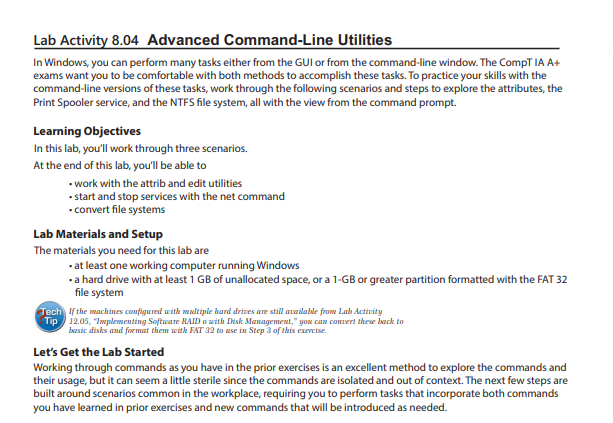 Lab Activity 8.04 Advanced Command-Line Utilities
In Windows, you can perform many tasks either from the GUI or from the command-line window. The CompT IA A+
exams want you to be comfortable with both methods to accomplish these tasks. To practice your skills with the
command-line versions of these tasks, work through the following scenarios and steps to explore the attributes, the
Print Spooler service, and the NTFS file system, all with the view from the command prompt.
Learning Objectives
In this lab, you'll work through three scenarios.
At the end of this lab, you'll be able to
• work with the attrib and edit utilities
• start and stop services with the net command
• convert file systems
Lab Materials and Setup
The materials you need for this lab are
• at least one working computer running Windows
• a hard drive with at least 1 GB of unallocated space, or a 1-GB or greater partition formatted with the FAT 32
file system
Tech
Tip
If the machines configured with multiple hard drives are still available from Lab Activity
12.05, "Implementing Software RAID 0 with Disk Management," you can convert these back to
basic disks and format them with FAT 32 to use in Step 3 of this exercise.
Let's Get the Lab Started
Working through commands as you have in the prior exercises is an excellent method to explore the commands and
their usage, but it can seem a little sterile since the commands are isolated and out of context. The next few steps are
built around scenarios common in the workplace, requiring you to perform tasks that incorporate both commands
you have learned in prior exercises and new commands that will be introduced as needed.